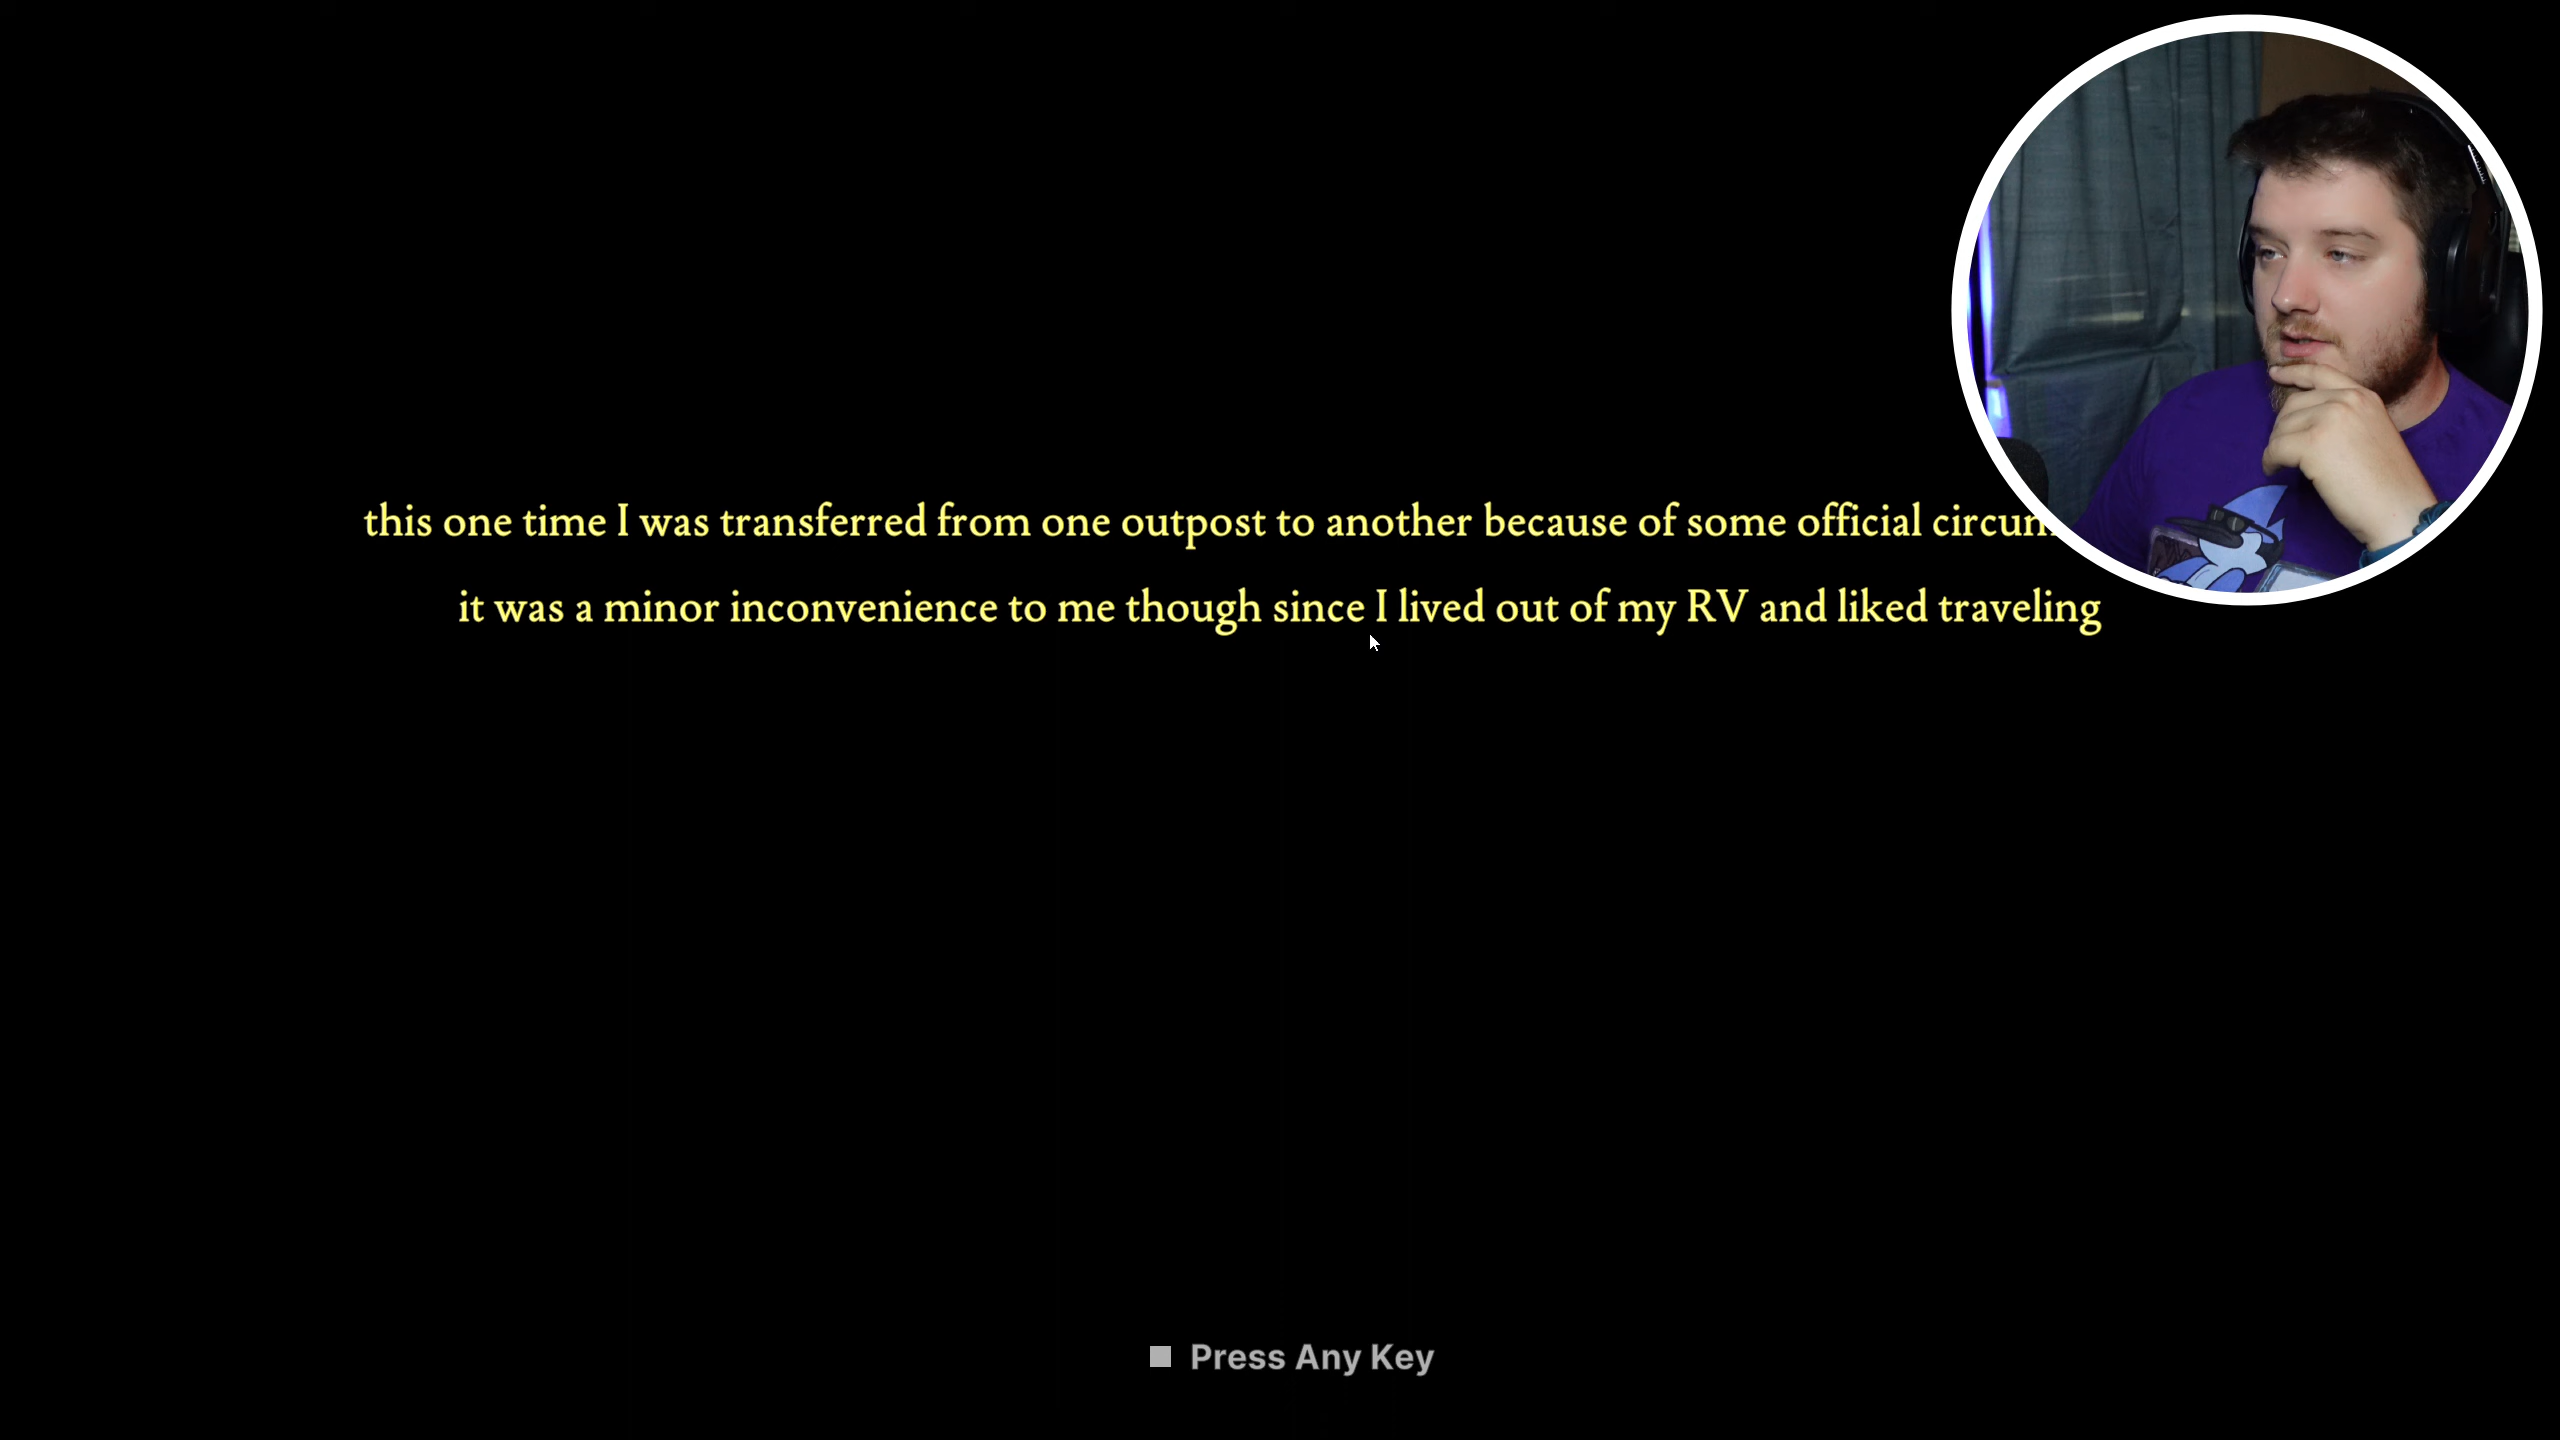 this one time I was transferred from one outpost to another because of some official
it was a minor inconvenience to me though since I lived out of my RV and liked traveling
Press Any Key